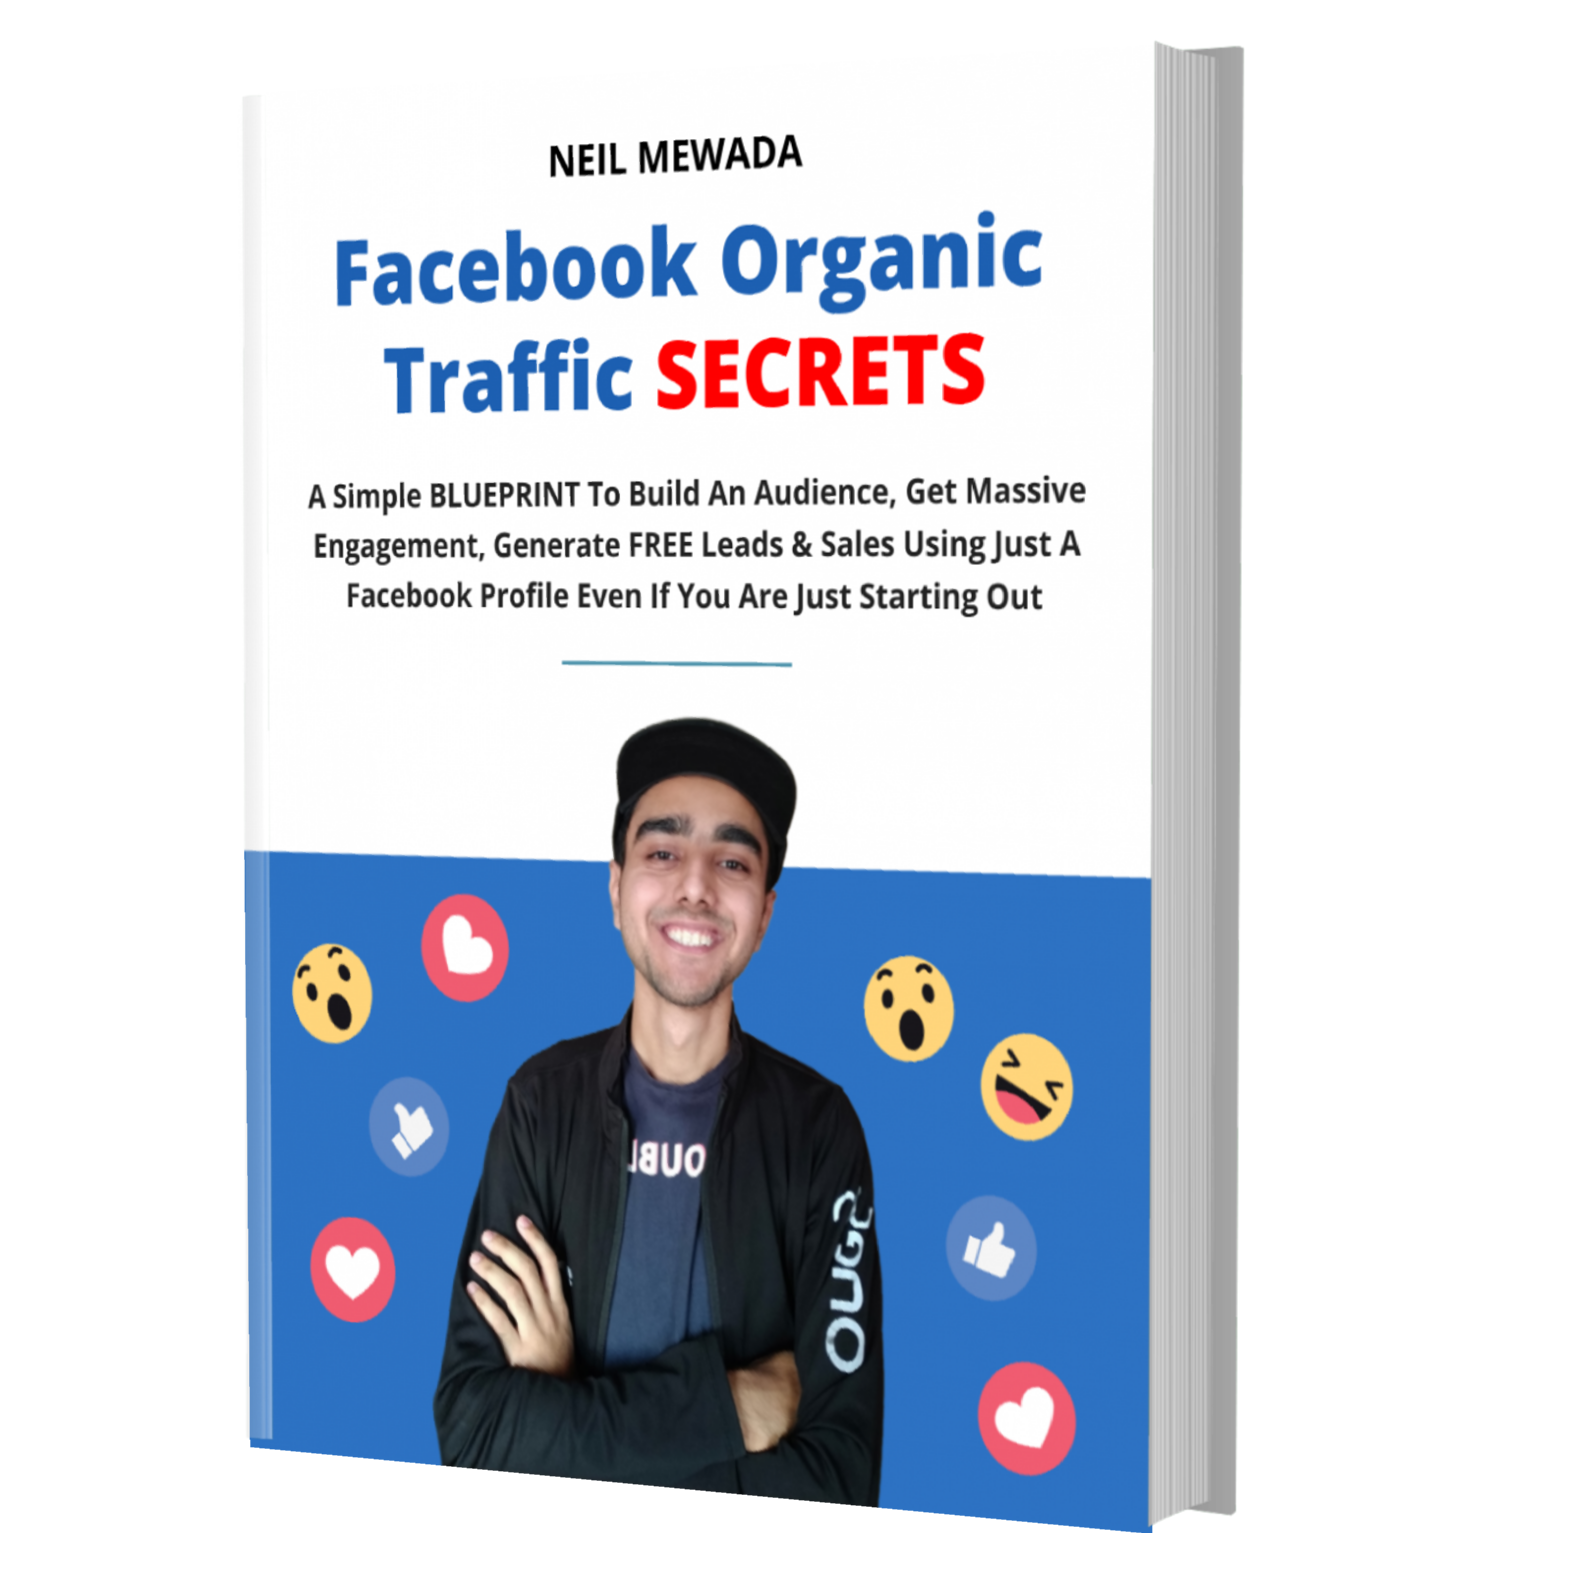 NEIL MEWADA
Facebook Organic
Traffic SECRETS
A Simple BLUEPRINT To Build An Audience, Get Massive
Engagement, Generate FREE Leads & Sales Using Just A
Facebook Profile Even If You Are Just Starting Out